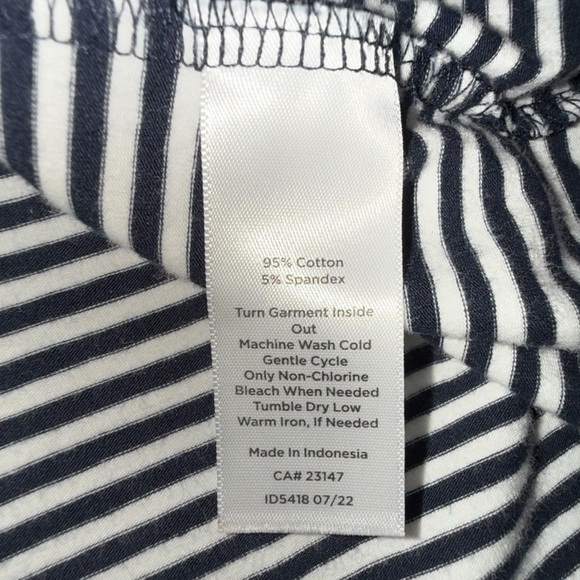 95% Cotton
5% Spandex
Turn Garment Inside
Out
Machine Wash Cold
Gentle Cycle
Only Non-Chlorine
Bleach When Needed
Tumble Dry Low
Warm Iron, If Needed
Made In Indonesia
CA# 23147
ID5418 07/22